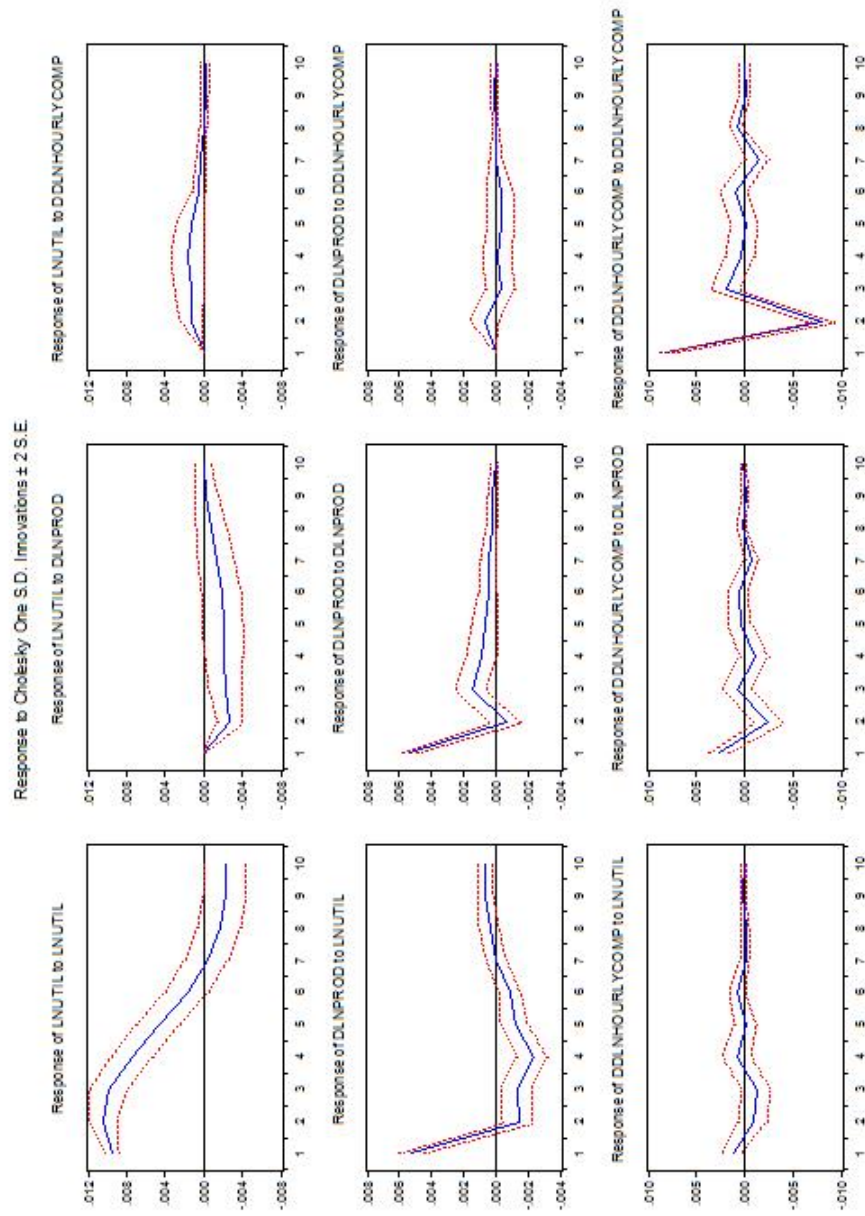 Response to Cholesky One S.D. Innovations ± 2 S.E.
Response of LNUTIL to LNUTIL
.012
.008
.004
.000
-.004
-.008
1 2 3 4 5 6 7 8 9 10
Response of LNUTIL to DLNPROD
.012
.008
.004
.000
-.004
-.008
1 2 3 4 5 6 7 8 9 10
Response of LNUTIL to DDLNHOURLYCOMP
.012
.008
.004
.000
-.004
-.008
1 2 3 4 5 6 7 8 9 10
Response of DLNPROD to LNUTIL
.008
.006
.004
.002
.000
-.002
-.004
1 2 3 4 5 6 7 8 9 10
Response of DLNPROD to DLNPROD
.008
.006
.004
.002
.000
-.002
-.004
1 2 3 4 5 6 7 8 9 10
Response of DLNPROD to DDLNHOURLYCOMP
.008
.006
.004
.002
.000
-.002
-.004
1 2 3 4 5 6 7 8 9 10
Response of DDLNHOURLYCOMP to LNUTIL
.010
.005
.000
-.005
-.010
1 2 3 4 5 6 7 8 9 10
Response of DDLNHOURLYCOMP to DLNPROD
.010
.005
.000
-.005
-.010
1 2 3 4 5 6 7 8 9 10
Response of DDLNHOURLYCOMP to DDLNHOURLYCOMP
.010
.005
.000
-.005
-.010
1 2 3 4 5 6 7 8 9 10